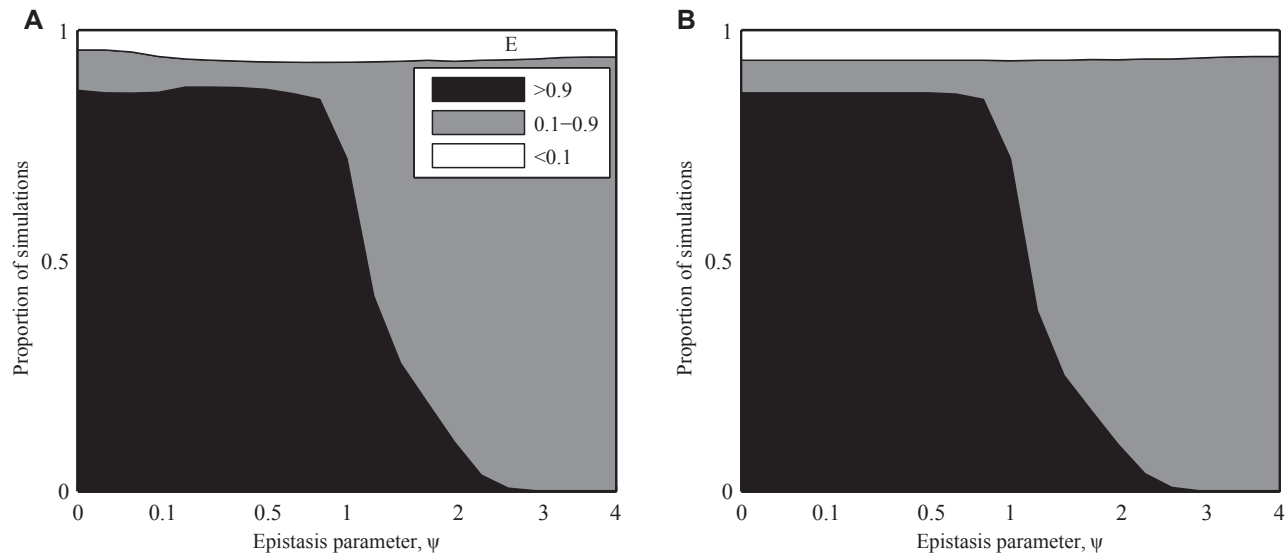 A
1
E
>0.9
0.1−0.9
<0.1
0.5
0
Proportion of simulations
0 0.1 0.5 1 2 3 4
Epistasis parameter, ψ
B
1
0.5
0
Proportion of simulations
0 0.1 0.5 1 2 3 4
Epistasis parameter, ψ